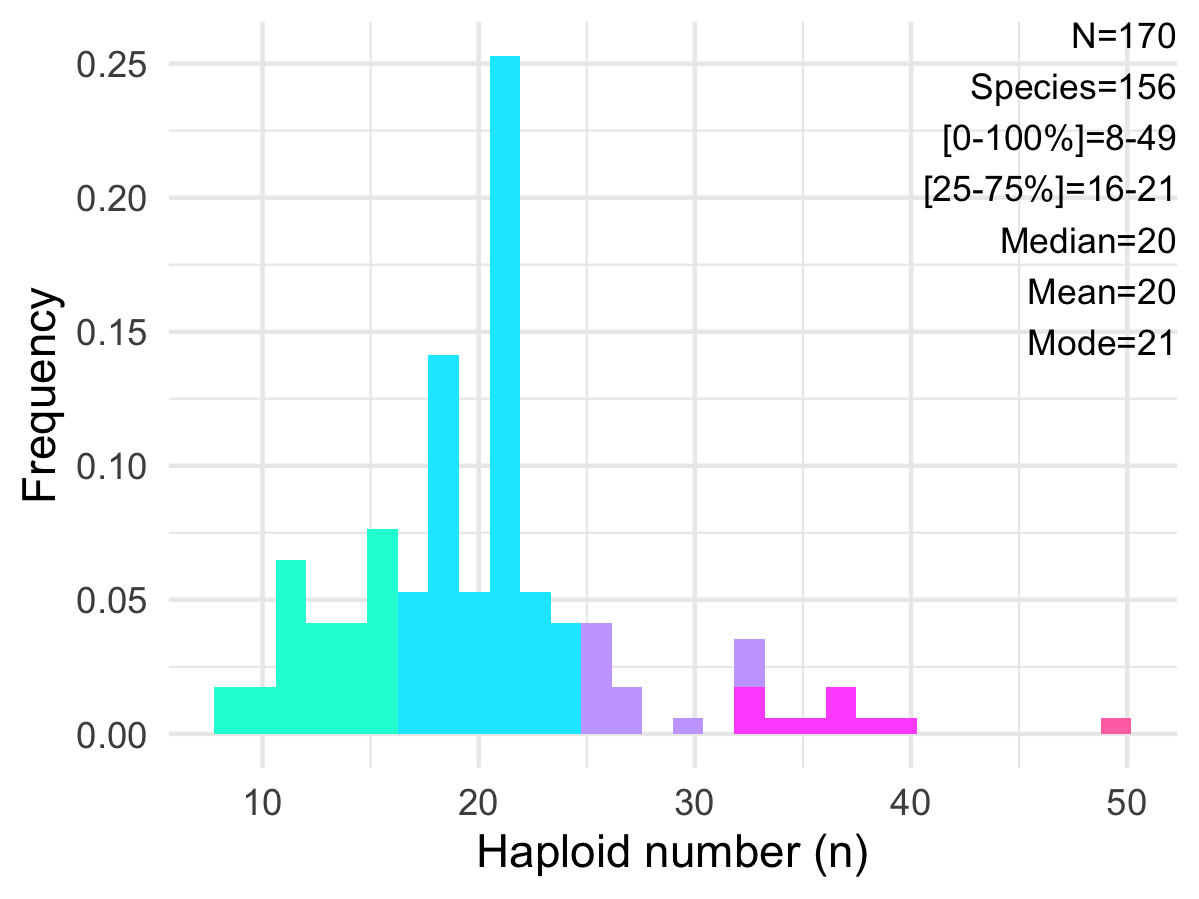 N=170
Species=156
[0-100%]=8-49
[25-75%]=16-21
Median=20
Mean=20
Mode=21
Frequency
0.25
0.20
0.15
0.10
0.05
0.00
10 20 30 40 50
Haploid number (n)